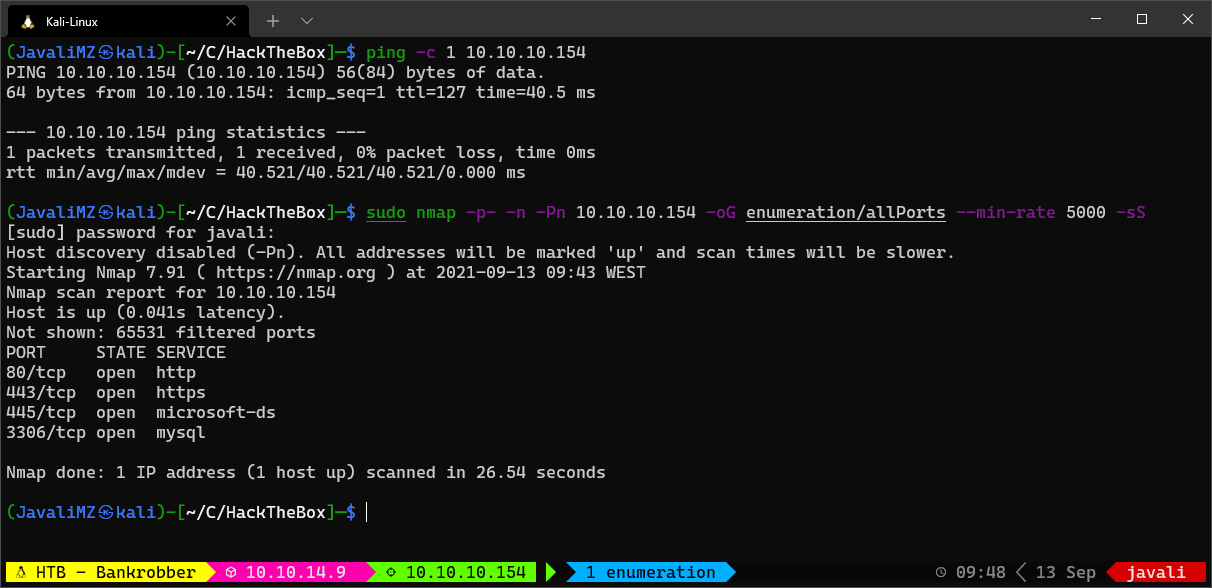 Kali-Linux
(JavaliMZ㉿kali)-[~/C/HackTheBox]─$ ping -c 1 10.10.10.154
PING 10.10.10.154 (10.10.10.154) 56(84) bytes of data.
64 bytes from 10.10.10.154: icmp_seq=1 ttl=127 time=40.5 ms
--- 10.10.10.154 ping statistics ---
1 packets transmitted, 1 received, 0% packet loss, time 0ms
rtt min/avg/max/mdev = 40.521/40.521/40.521/0.000 ms
(JavaliMZ㉿kali)-[~/C/HackTheBox]─$ sudo nmap -p- -n -Pn 10.10.10.154 -oG enumeration/allPorts --min-rate 5000 -sS
[sudo] password for javali:
Host discovery disabled (-Pn). All addresses will be marked 'up' and scan times will be slower.
Starting Nmap 7.91 ( https://nmap.org ) at 2021-09-13 09:43 WEST
Nmap scan report for 10.10.10.154
Host is up (0.041s latency).
Not shown: 65531 filtered ports
PORT     STATE SERVICE
80/tcp   open  http
443/tcp  open  https
445/tcp  open  microsoft-ds
3306/tcp open  mysql
Nmap done: 1 IP address (1 host up) scanned in 26.54 seconds
(JavaliMZ㉿kali)-[~/C/HackTheBox]─$
HTB - Bankrobber 10.10.14.9 10.10.10.154 1 enumeration 09:48 13 Sep javali